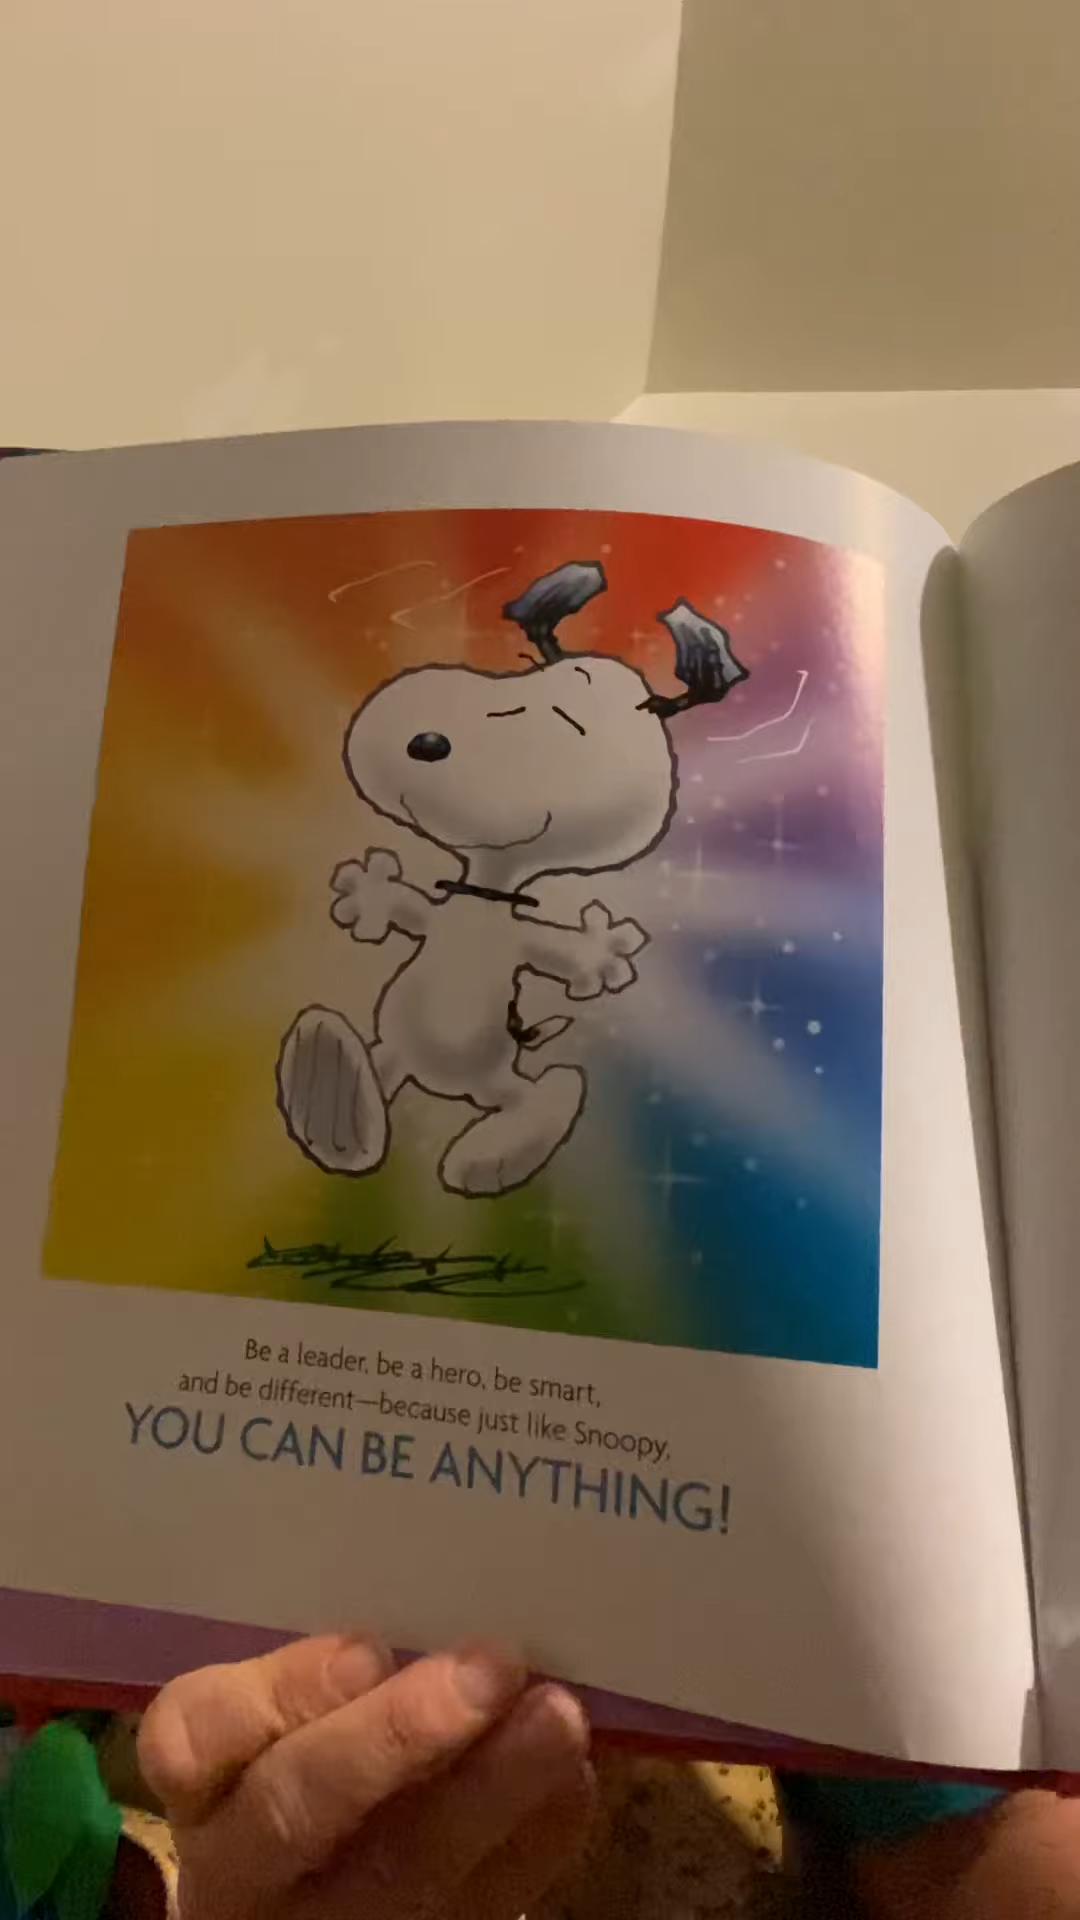 Be a leader, be a hero, be smart,
and be different—because just like Snoopy,
YOU CAN BE ANYTHING!